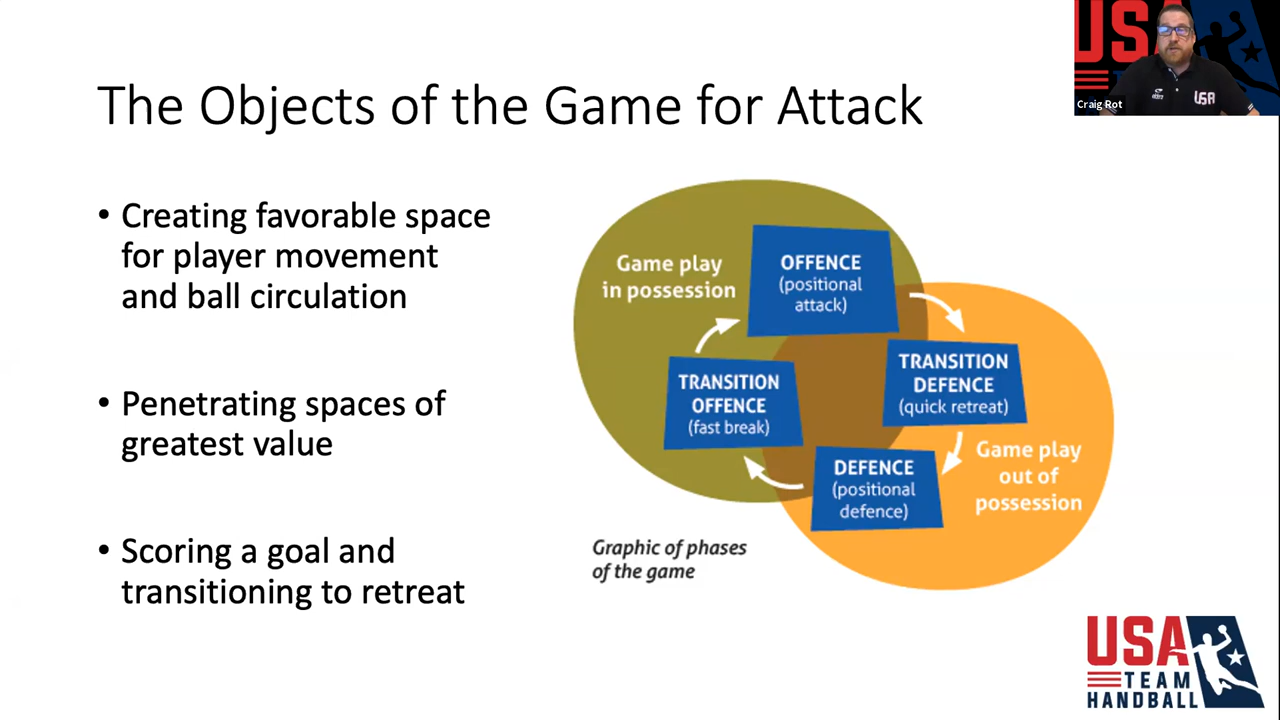 The Objects of the Game for Attack
• Creating favorable space
for player movement
and ball circulation
• Penetrating spaces of
greatest value
• Scoring a goal and
transitioning to retreat
Game play
in possession
OFFENCE
(positional
attack)
TRANSITION
DEFENCE
(quick retreat)
TRANSITION
OFFENCE
(fast break)
DEFENCE
(positional
defence)
Game play
out of
possession
Graphic of phases
of the game
USA
Craig Rot
USA
USA
TEAM
HANDBALL